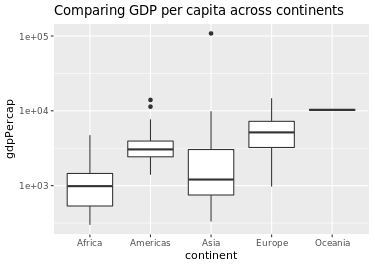 Comparing GDP per capita across continents
1e+05
1e+04
1e+03
gdpPercap
Africa
Americas
Asia
Europe
Oceania
continent